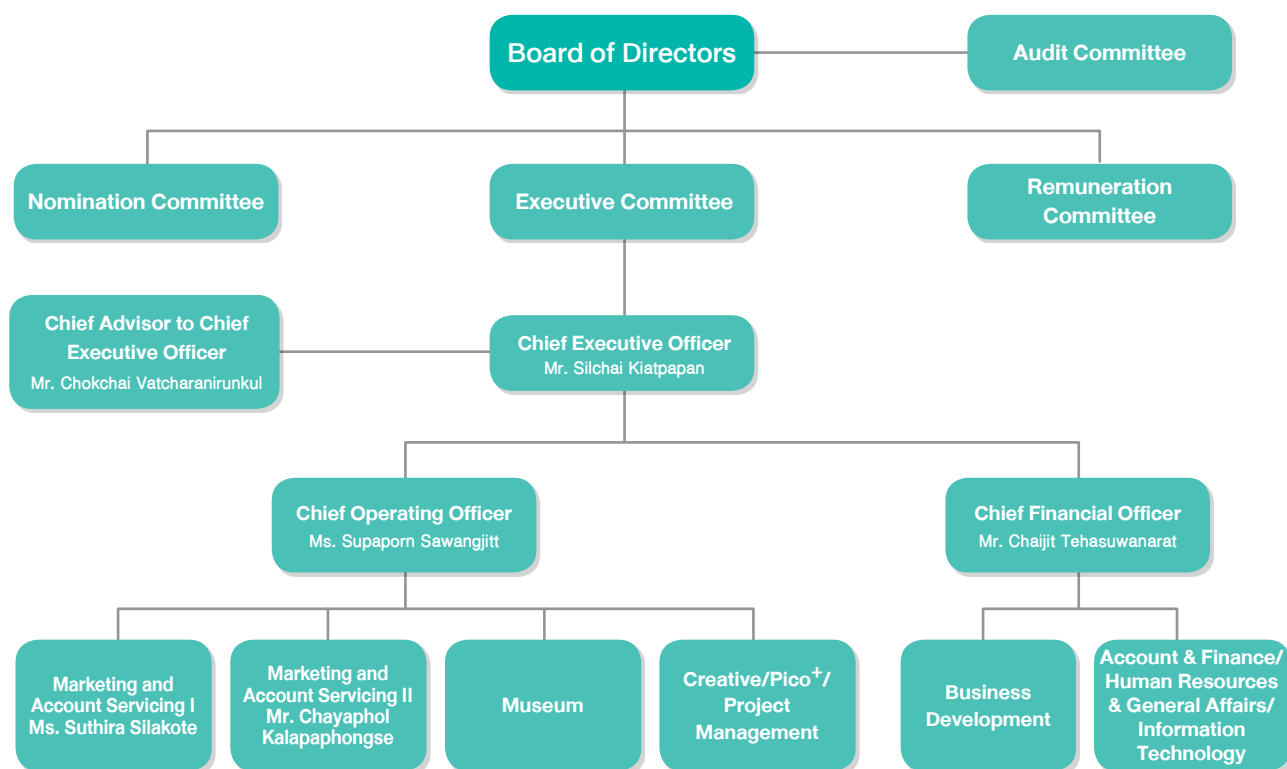 Board of Directors
Audit Committee
Nomination Committee
Executive Committee
Remuneration
Committee
Chief Advisor to Chief
Executive Officer
Mr. Chokchai Vatcharanirunkul
Chief Executive Officer
Mr. Silchai Kiatpapan
Chief Operating Officer
Ms. Supaporn Sawangjitt
Chief Financial Officer
Mr. Chaijit Tehasuwanarat
Marketing and
Account Servicing I
Ms. Suthira Silakote
Marketing and
Account Servicing II
Mr. Chayaphol
Kalapaphongse
Museum
Creative/Pico+/
Project
Management
Business
Development
Account & Finance/
Human Resources
& General Affairs/
Information
Technology